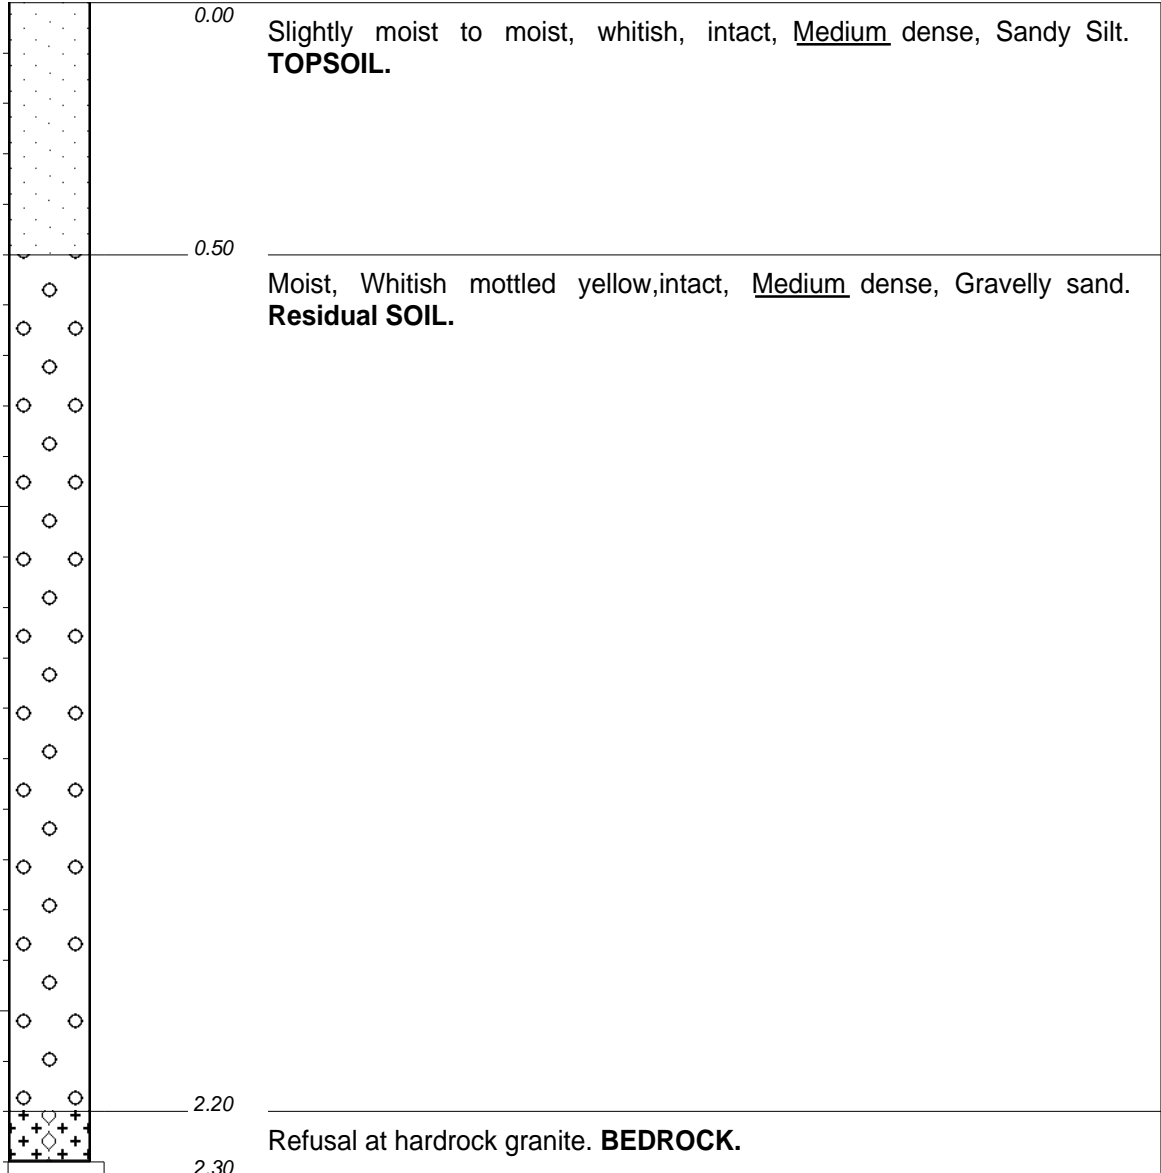 0.00
Slightly moist to moist, whitish, intact, Medium dense, Sandy Silt.
TOPSOIL.
0.50
Moist, Whitish mottled yellow,intact, Medium dense, Gravelly sand.
Residual SOIL.
2.20
Refusal at hardrock granite. BEDROCK.
2.30